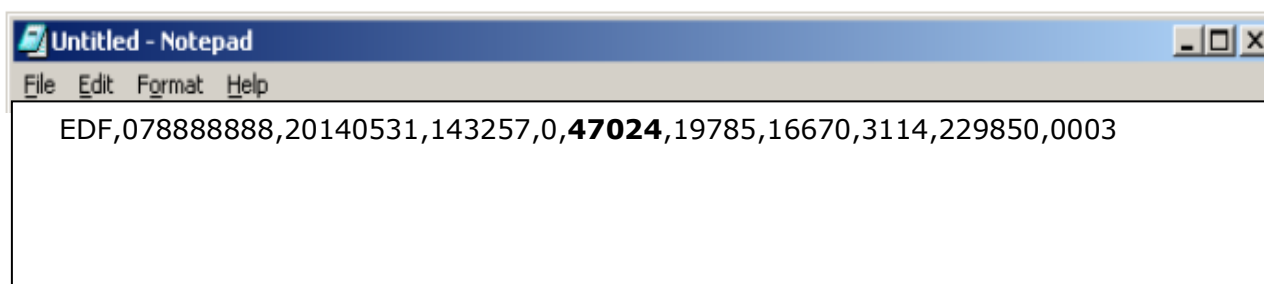 Untitled - Notepad
File Edit Format Help
EDF,078888888,20140531,143257,0,47024,19785,16670,3114,229850,0003